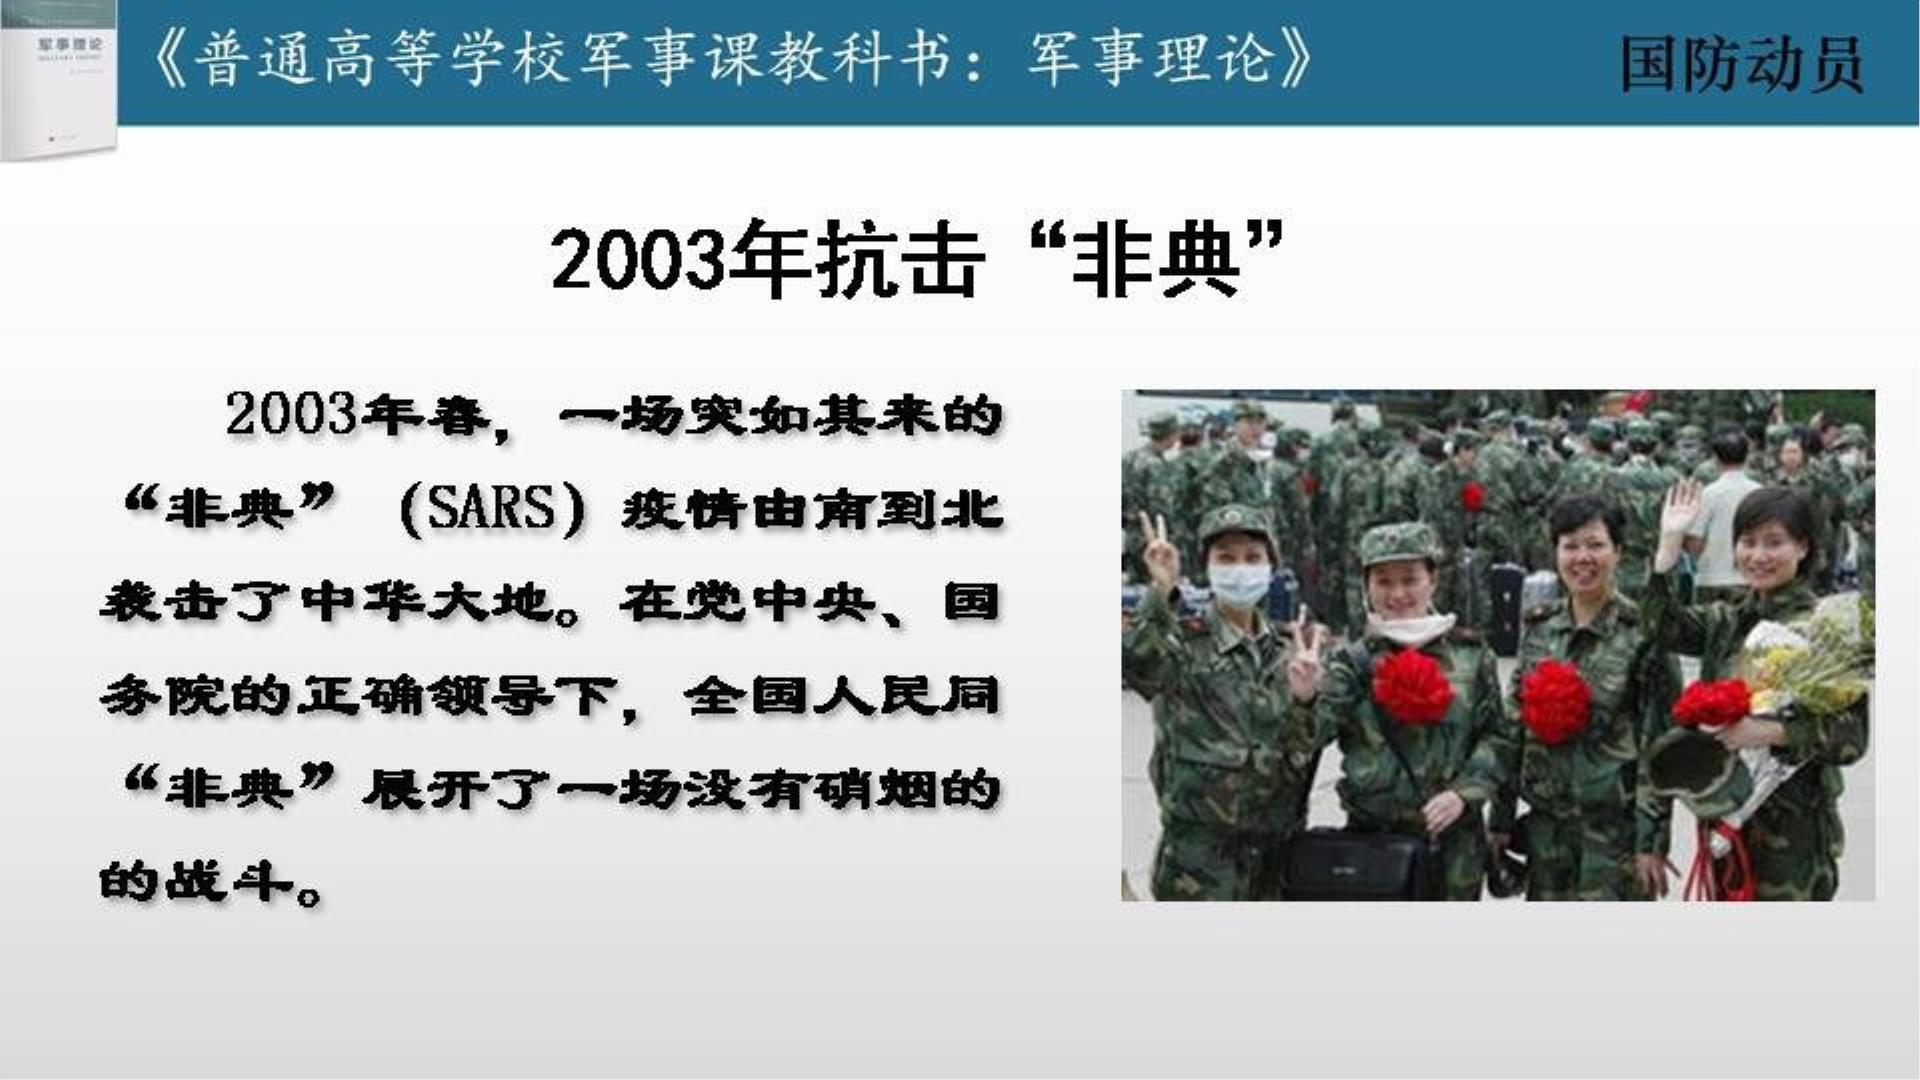 军事理论
《普通高等学校军事课教科书：军事理论》
国防动员
2003年抗击“非典”
2003年春，一场突如其来的
“非典”（SARS）疫情由南到北
袭击了中华大地。在党中央、国
务院的正确领导下，全国人民同
“非典”展开了一场没有硝烟的
的战斗。